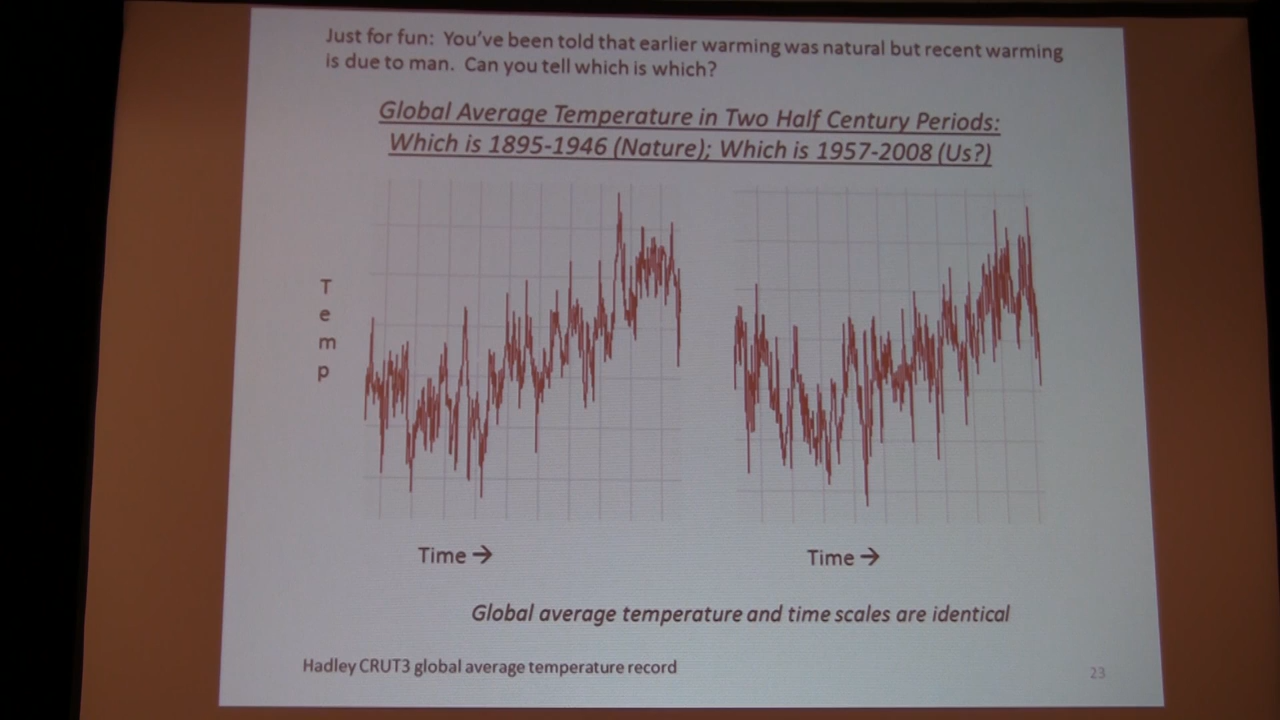 Just for fun: You've been told that earlier warming was natural but recent warming
is due to man. Can you tell which is which?
Global Average Temperature in Two Half Century Periods:
Which is 1895-1946 (Nature); Which is 1957-2008 (Us?)
T
e
m
p
Time →
Time →
Global average temperature and time scales are identical
Hadley CRUT3 global average temperature record
23